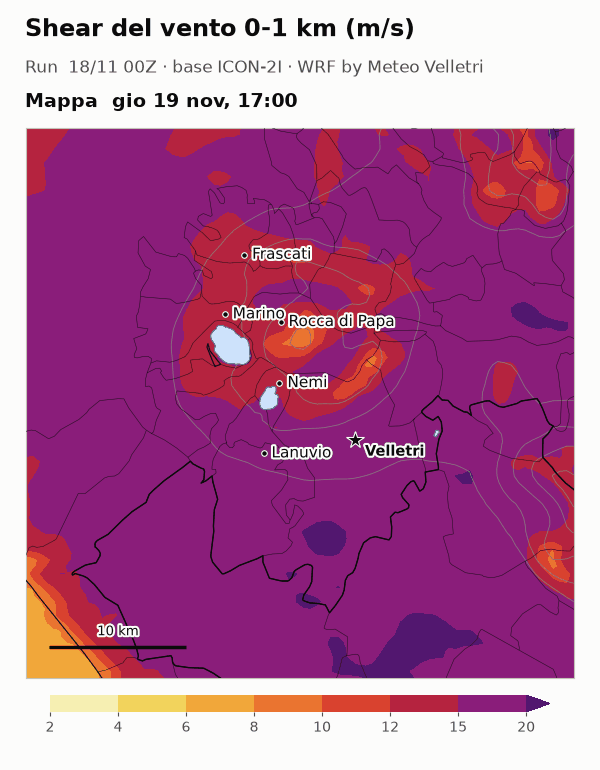 Shear del vento 0-1 km (m/s)
Run  18/11 00Z · base ICON-2I · WRF by Meteo Velletri
Mappa  gio 19 nov, 17:00
Frascati
Marino
Rocca di Papa
Nemi
Velletri
Lanuvio
10 km
2 4 6 8 10 12 15 20